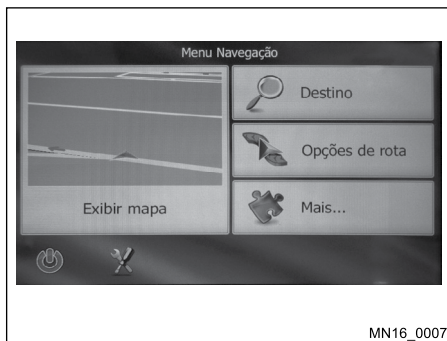 Menu Navegação
Destino
Opções de rota
Exibir mapa
Mais...
MN16_0007